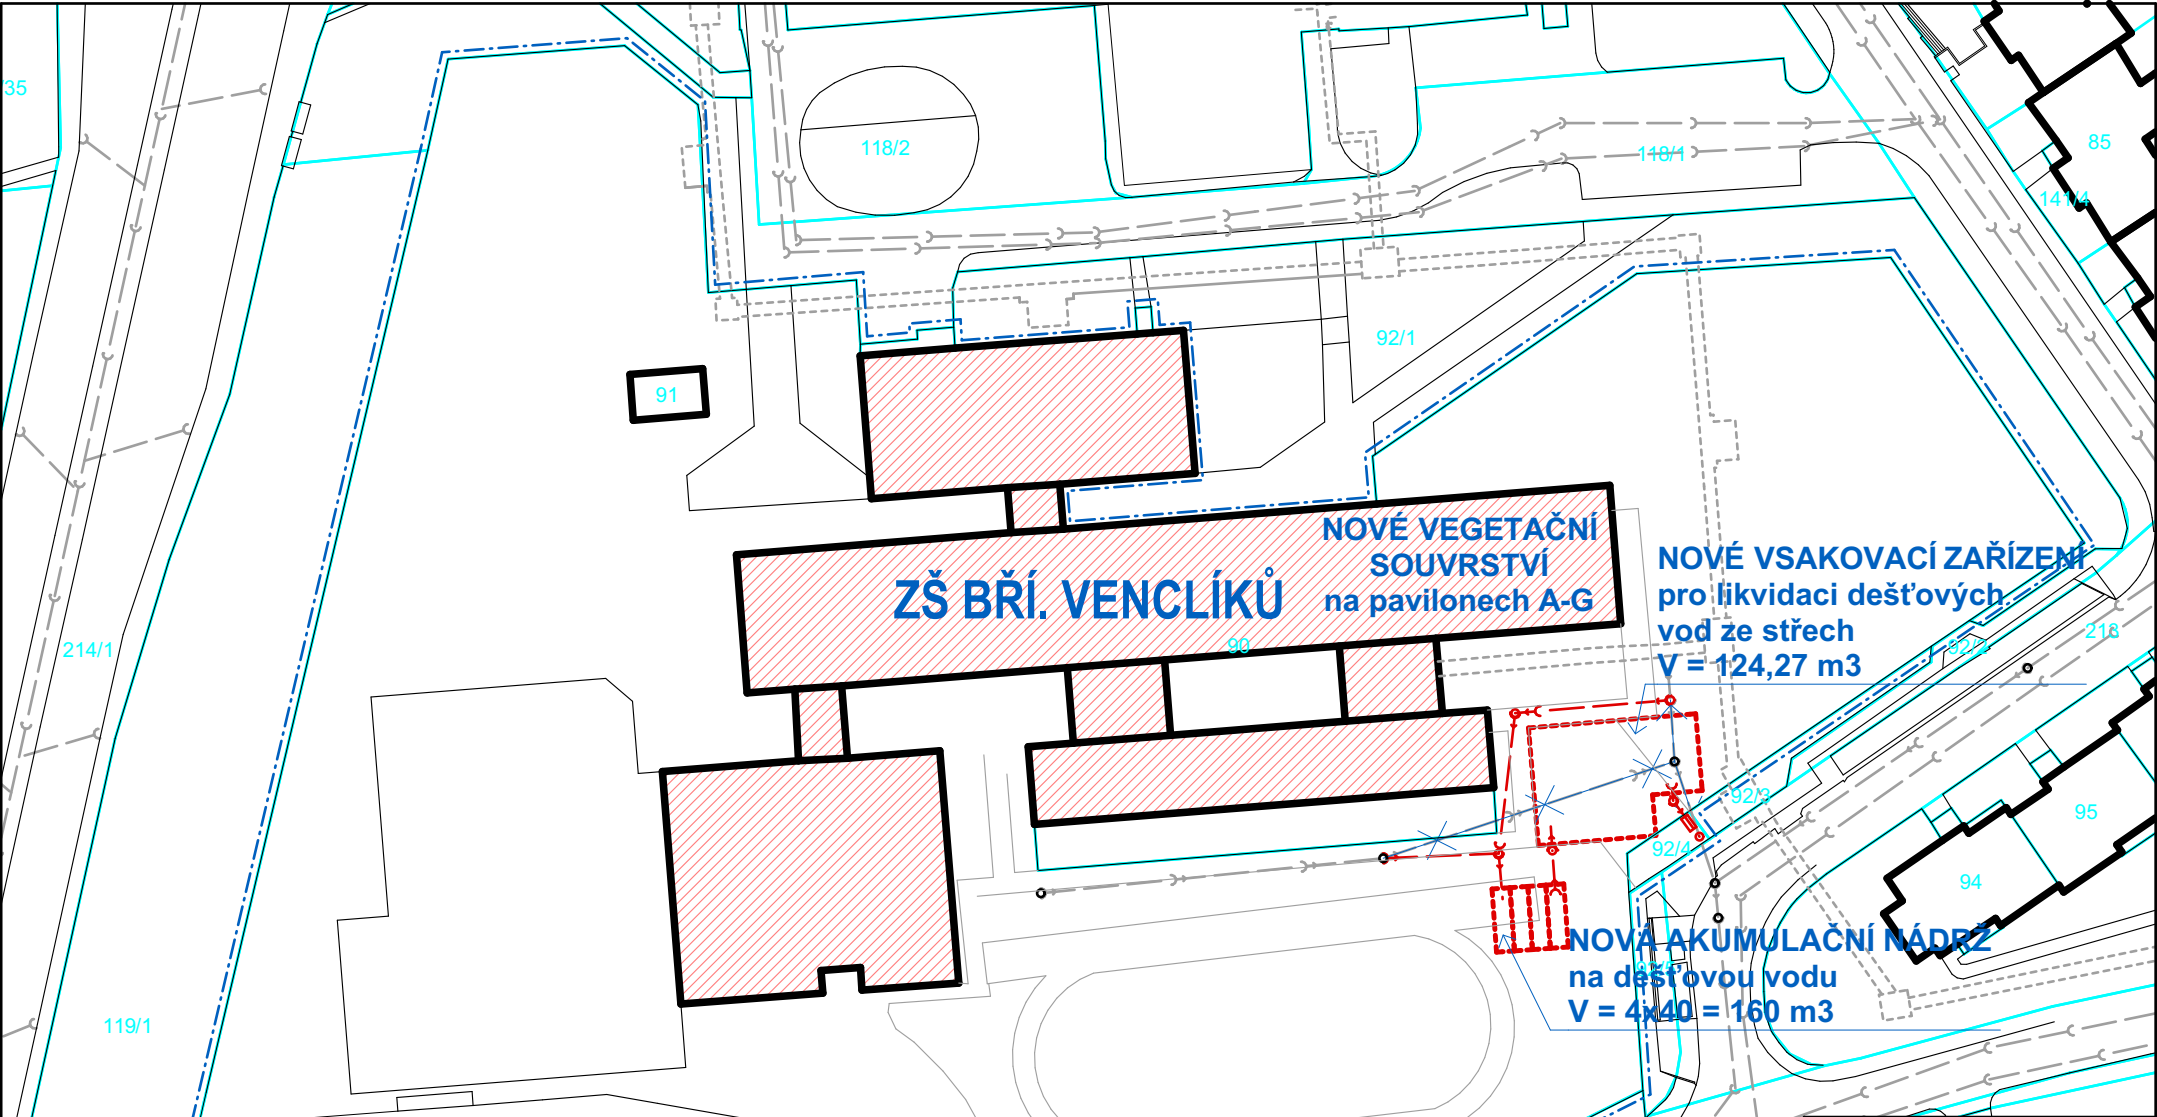 /35
118/2
118/1
85
141/4
92/1
91
NOVÉ VEGETAČNÍ
SOUVRSTVÍ
na pavilonech A-G
ZŠ BŘÍ. VENCLÍKŮ
90
NOVÉ VSAKOVACÍ ZAŘÍZENÍ
pro likvidaci dešťových
vod ze střech
V = 124,27 m3
218
92/2
214/1
92/3
95
92/4
94
NOVÁ AKUMULAČNÍ NÁDRŽ
na dešťovou vodu
V = 4x40 = 160 m3
119/1